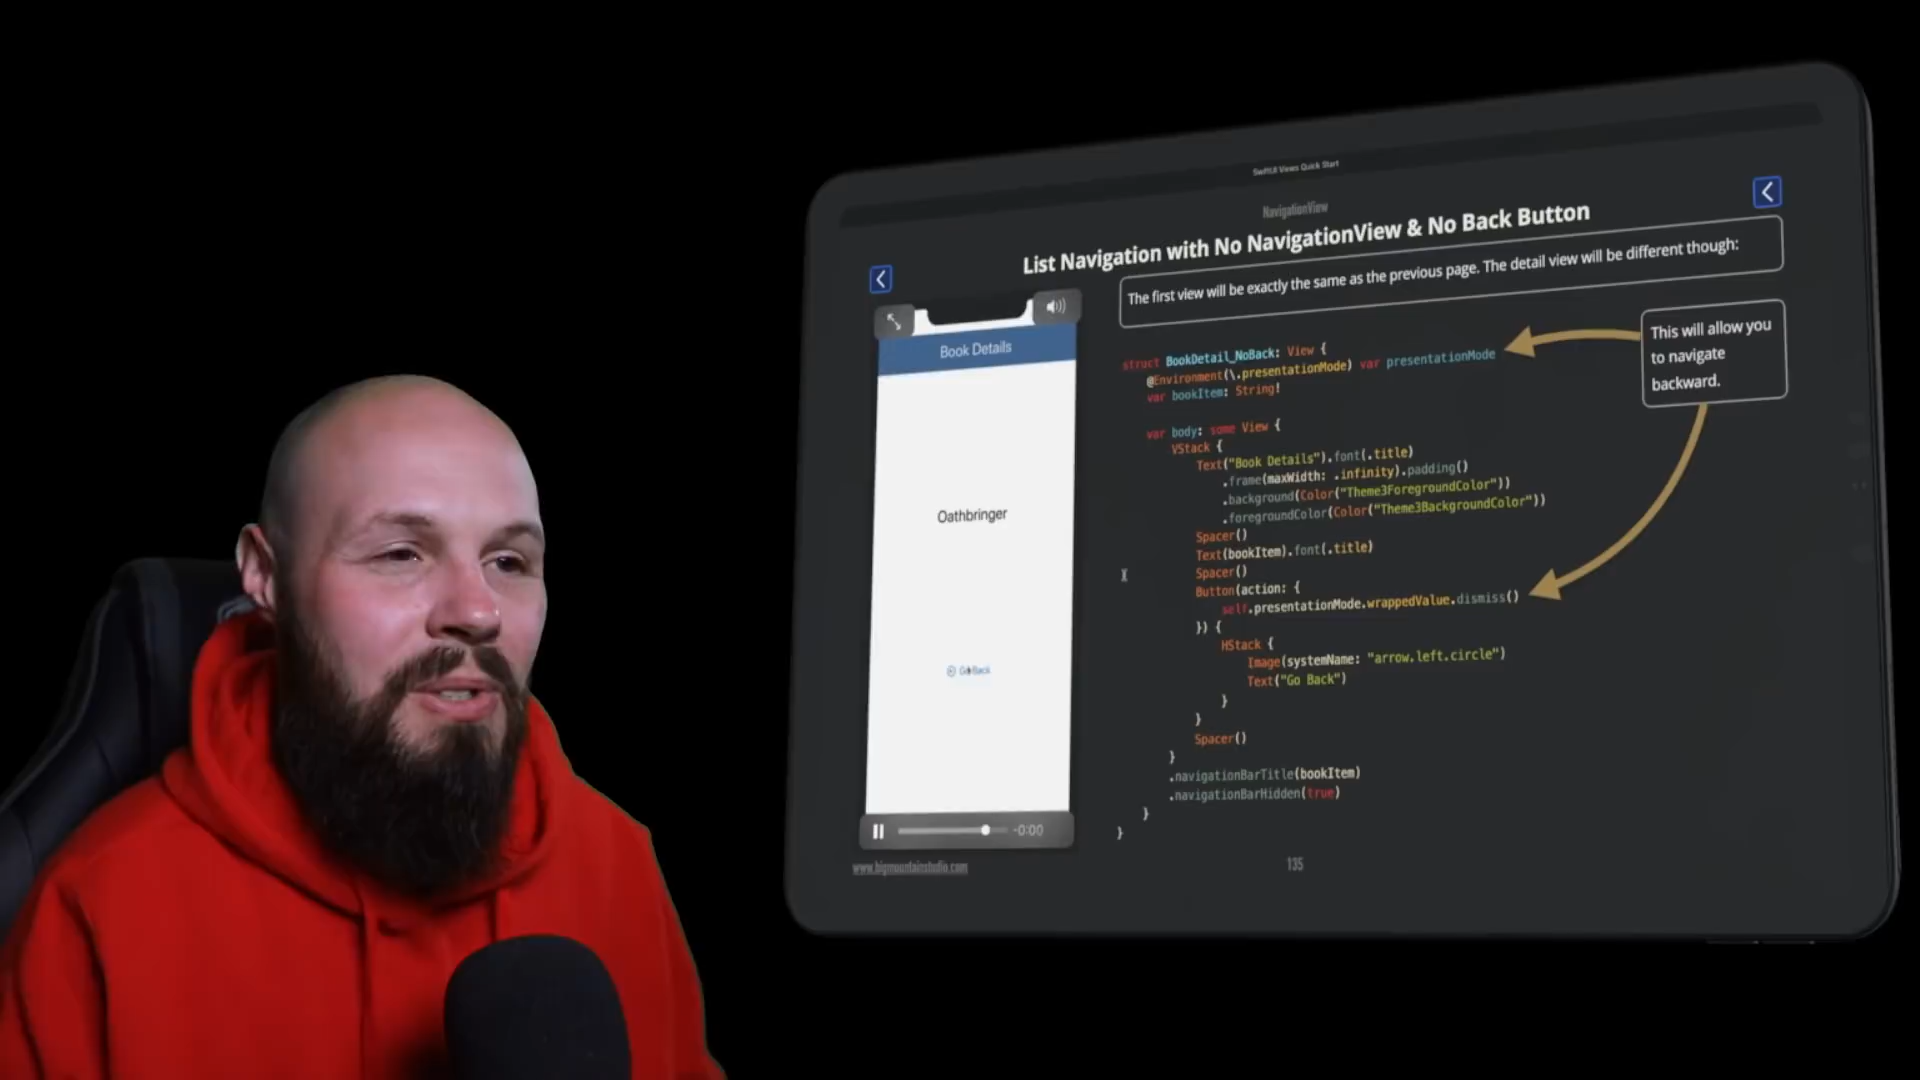 SwiftUI Views Quick Start
NavigationView
List Navigation with No NavigationView & No Back Button
The first view will be exactly the same as the previous page. The detail view will be different though:
Book Details
Oathbringer
Go Back
-0:00
struct BookDetail_NoBack: View {
@Environment(\.presentationMode) var presentationMode
var bookItem: String!
var body: some View {
VStack {
Text("Book Details").font(.title)
.frame(maxWidth: .infinity).padding()
.background(Color("Theme3ForegroundColor"))
.foregroundColor(Color("Theme3BackgroundColor"))
Spacer()
Text(bookItem).font(.title)
Spacer()
Button(action: {
self.presentationMode.wrappedValue.dismiss()
}) {
HStack {
Image(systemName: "arrow.left.circle")
Text("Go Back")
}
}
Spacer()
}
.navigationBarTitle(bookItem)
.navigationBarHidden(true)
}
}
This will allow you
to navigate
backward.
www.bigmountainstudio.com
135